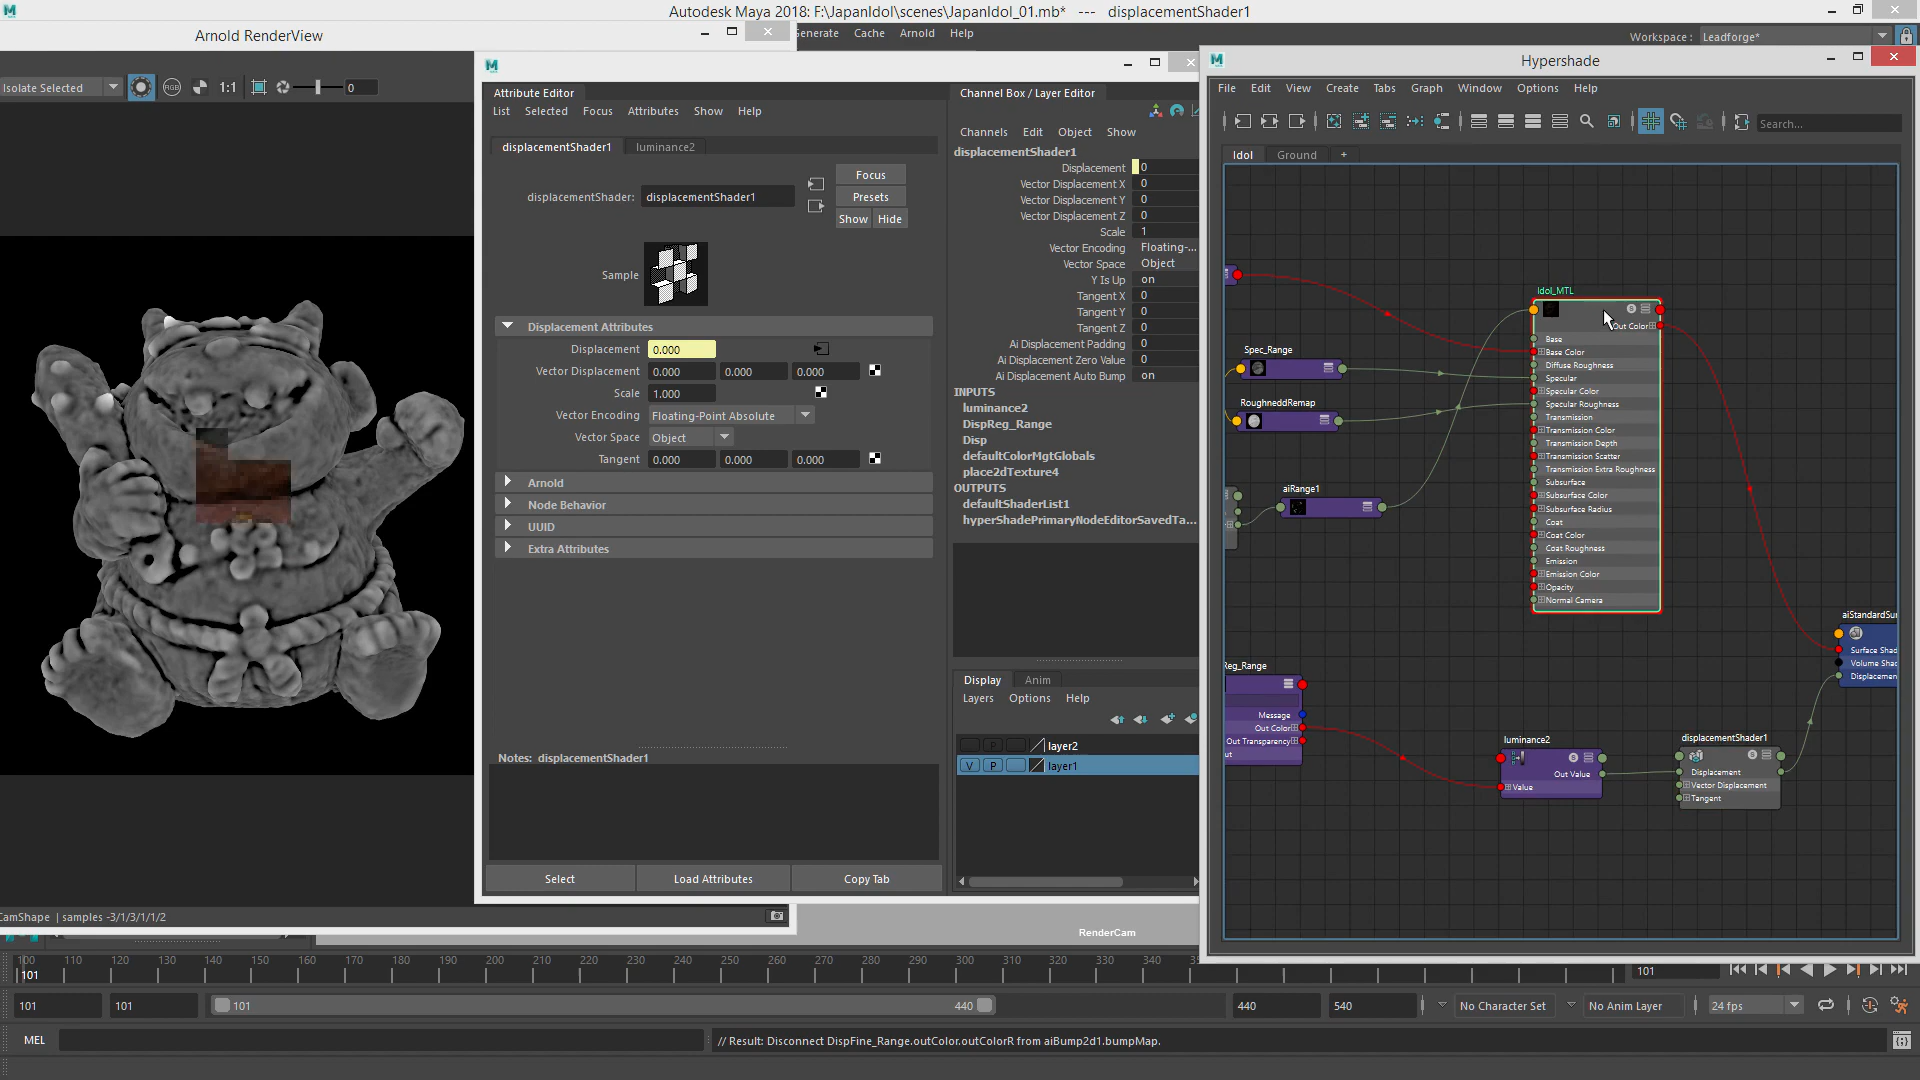 Autodesk Maya 2018: F:\JapanIdol\scenes\JapanIdol_01.mb*   ---   displacementShader1
Arnold RenderView
Generate Cache Arnold Help
Workspace : Leadforge*
Isolate Selected
1:1
0
Attribute Editor
List Selected Focus Attributes Show Help
displacementShader1 luminance2
displacementShader: displacementShader1
Focus
Presets
Show Hide
Sample
Displacement Attributes
Displacement 0.000
Vector Displacement 0.000 0.000 0.000
Scale 1.000
Vector Encoding Floating-Point Absolute
Vector Space Object
Tangent 0.000 0.000 0.000
Arnold
Node Behavior
UUID
Extra Attributes
Notes: displacementShader1
Select Load Attributes Copy Tab
Channel Box / Layer Editor
Channels Edit Object Show
displacementShader1
Displacement 0
Vector Displacement X 0
Vector Displacement Y 0
Vector Displacement Z 0
Scale 1
Vector Encoding Floating-...
Vector Space Object
Y Is Up on
Tangent X 0
Tangent Y 0
Tangent Z 0
Ai Displacement Padding 0
Ai Displacement Zero Value 0
Ai Displacement Auto Bump on
INPUTS
luminance2
DispReg_Range
Disp
defaultColorMgtGlobals
place2dTexture4
OUTPUTS
defaultShaderList1
hyperShadePrimaryNodeEditorSavedTa...
Display Anim
Layers Options Help
P layer2
V P layer1
Hypershade
File Edit View Create Tabs Graph Window Options Help
Search...
Idol Ground +
Idol_MTL
Out Color
Base
Base Color
Diffuse Roughness
Specular
Specular Color
Specular Roughness
Transmission
Transmission Color
Transmission Depth
Transmission Scatter
Transmission Extra Roughness
Subsurface
Subsurface Color
Subsurface Radius
Coat
Coat Color
Coat Roughness
Emission
Emission Color
Opacity
Normal Camera
Spec_Range
RoughneddRemap
aiRange1
Reg_Range
Message
Out Color
Out Transparency
ut
luminance2
Out Value
Value
displacementShader1
Displacement
Vector Displacement
Tangent
aiStandardSur
Surface Shad
Volume Shad
Displacemen
CamShape | samples -3/1/3/1/1/2
RenderCam
100 110 120 130 140 150 160 170 180 190 200 210 220 230 240 250 260 270 280 290 300 310 320 330 340 35
101
101
101 101 101 440 440 540 No Character Set No Anim Layer 24 fps
MEL // Result: Disconnect DispFine_Range.outColor.outColorR from aiBump2d1.bumpMap.